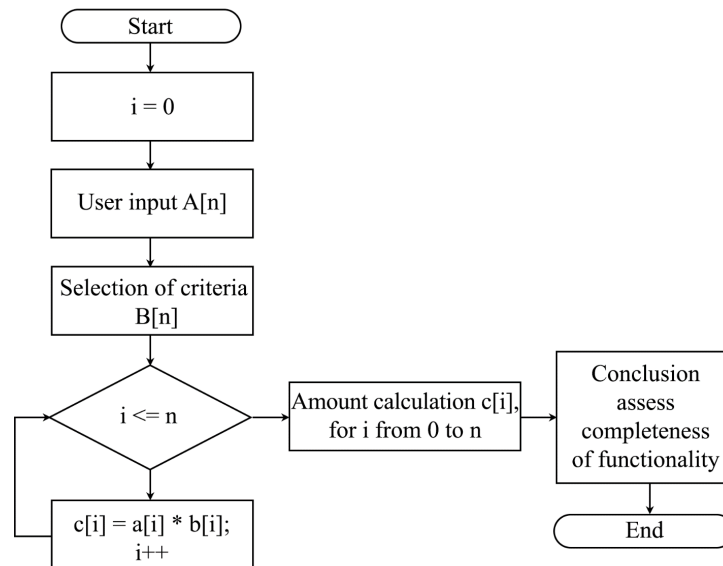 Start
i = 0
User input A[n]
Selection of criteria
B[n]
i <= n
c[i] = a[i] * b[i];
i++
Amount calculation c[i],
for i from 0 to n
Conclusion
assess
completeness
of functionality
End